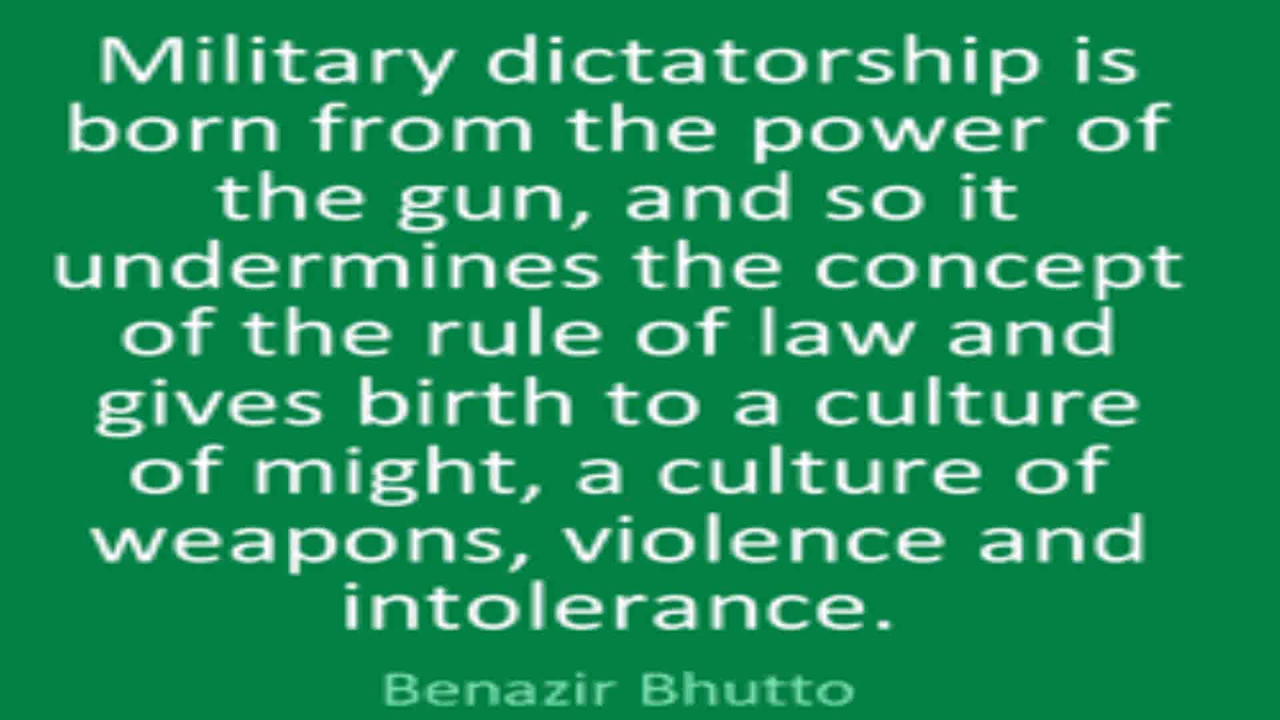 Military dictatorship is
born from the power of
the gun, and so it
undermines the concept
of the rule of law and
gives birth to a culture
of might, a culture of
weapons, violence and
intolerance.
Benazir Bhutto